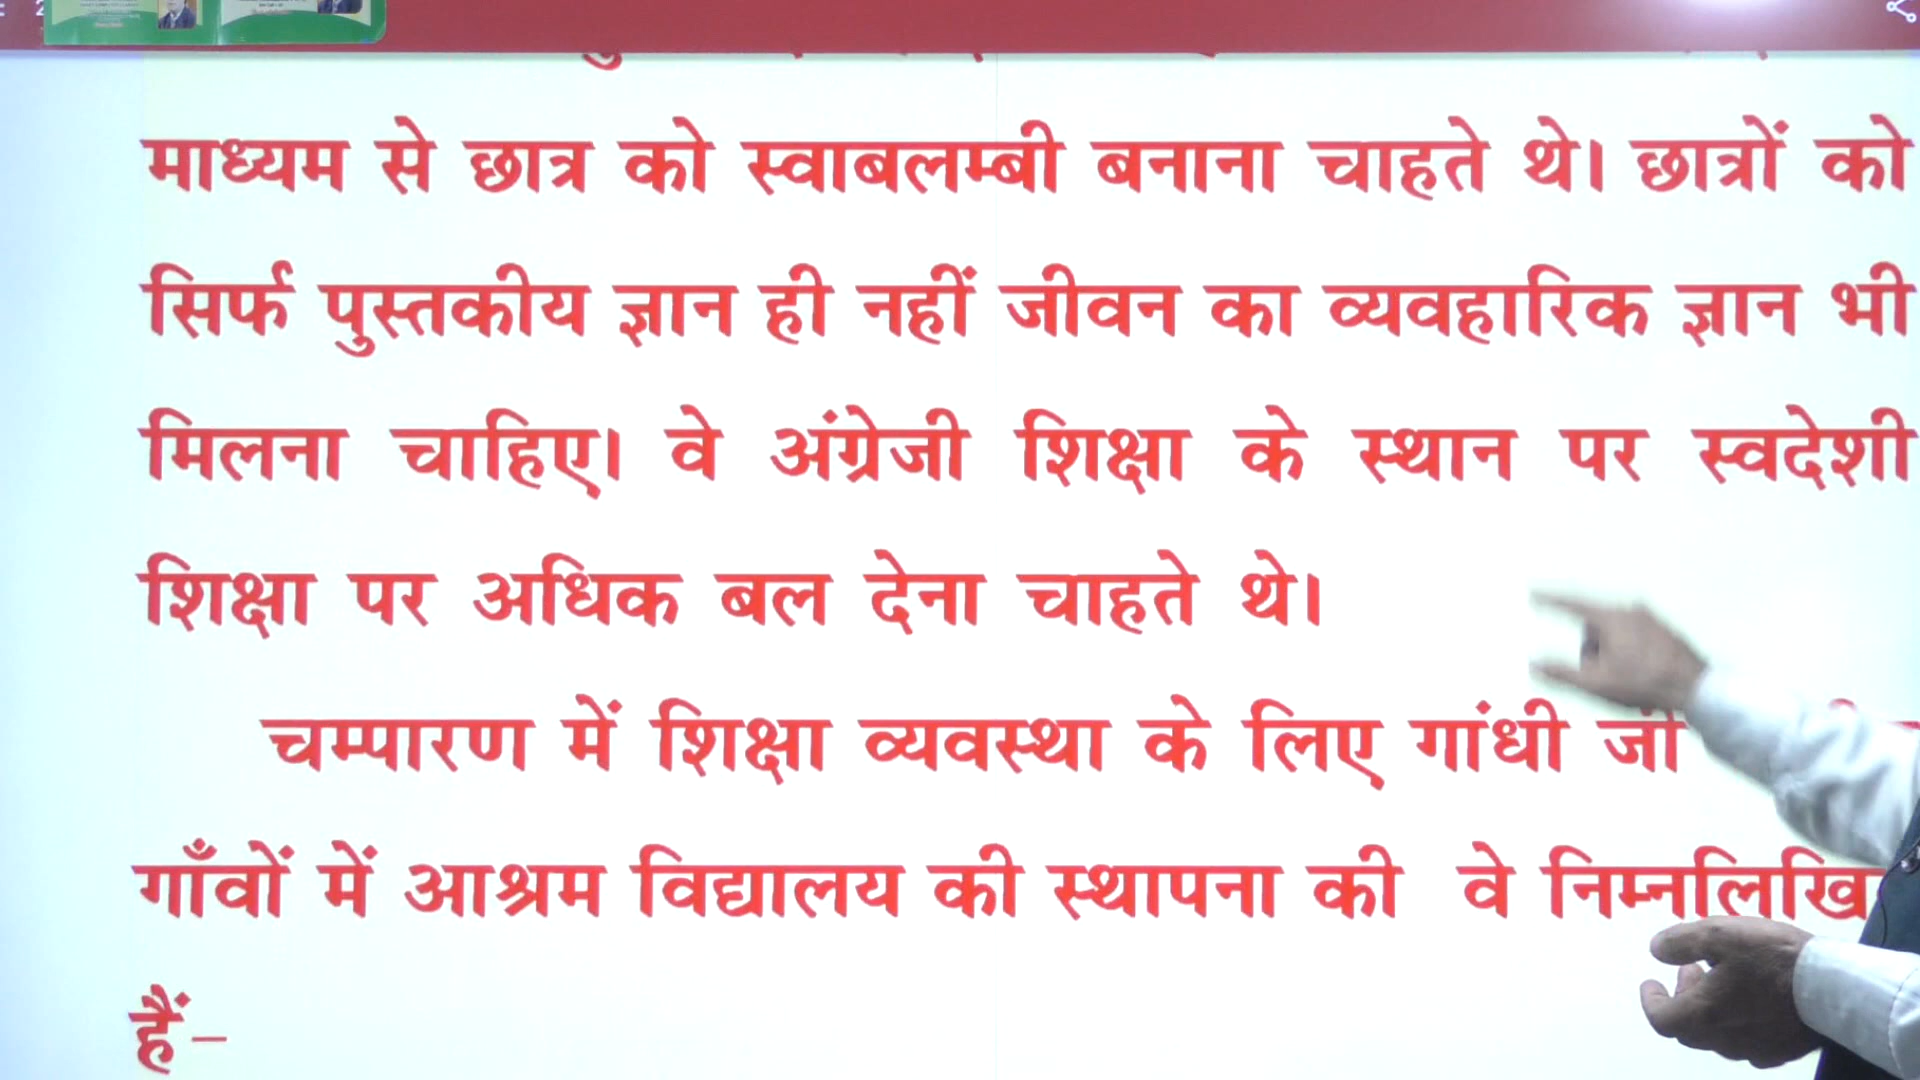 माध्यम से छात्र को स्वाबलम्बी बनाना चाहते थे। छात्रों को
सिर्फ पुस्तकीय ज्ञान ही नहीं जीवन का व्यवहारिक ज्ञान भी
मिलना चाहिए। वे अंग्रेजी शिक्षा के स्थान पर स्वदेशी
शिक्षा पर अधिक बल देना चाहते थे।
चम्पारण में शिक्षा व्यवस्था के लिए गांधी जी
गाँवों में आश्रम विद्यालय की स्थापना की वे
हैं–